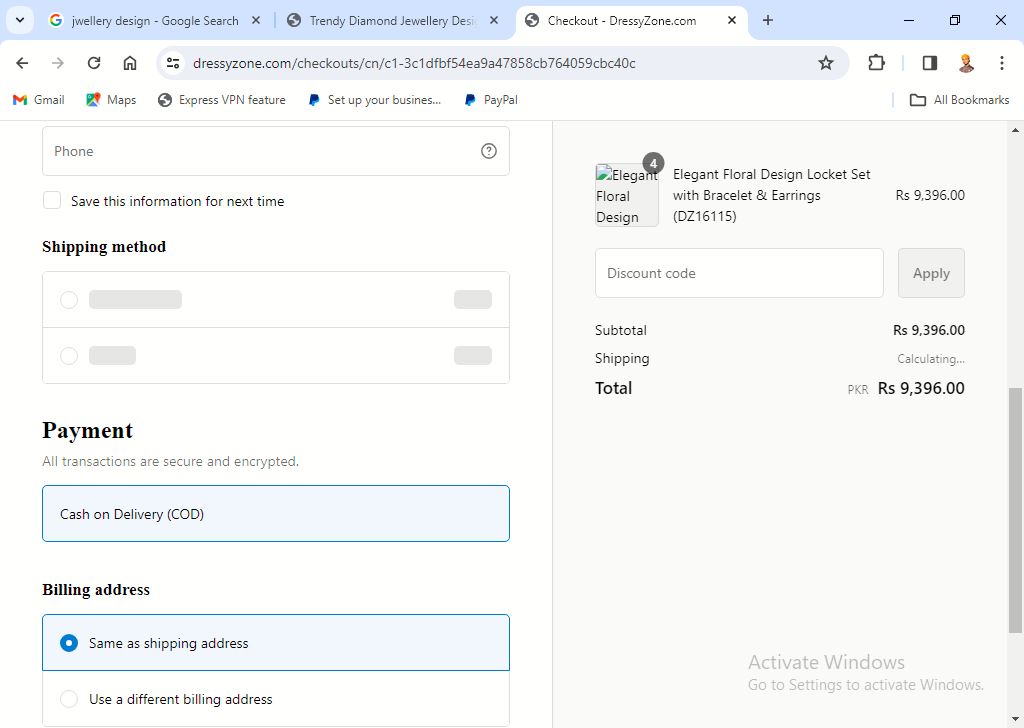 jwellery design - Google Search
Trendy Diamond Jewellery Desi
Checkout - DressyZone.com
dressyzone.com/checkouts/cn/c1-3c1dfbf54ea9a47858cb764059cbc40c
Gmail
Maps
Express VPN feature
Set up your busines...
PayPal
All Bookmarks
Phone
Save this information for next time
Shipping method
Payment
All transactions are secure and encrypted.
Cash on Delivery (COD)
Billing address
Same as shipping address
Use a different billing address
4
Elegant
Floral
Design
Elegant Floral Design Locket Set
with Bracelet & Earrings
(DZ16115)
Rs 9,396.00
Discount code
Apply
Subtotal Rs 9,396.00
Shipping Calculating...
Total PKR Rs 9,396.00
Activate Windows
Go to Settings to activate Windows.